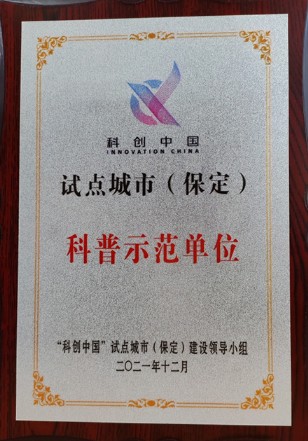 科创中国
INNOVATION CHINA
试点城市（保定）
科普示范单位
“科创中国”试点城市（保定）建设领导小组
二〇二一年十二月